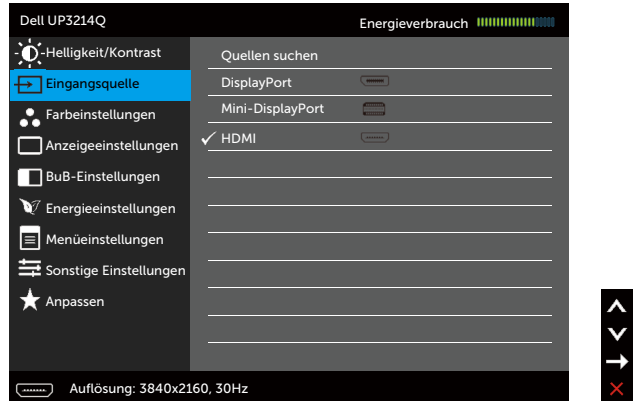 Dell UP3214Q
Energieverbrauch
Helligkeit/Kontrast
Eingangsquelle
Farbeinstellungen
Anzeigeeinstellungen
BuB-Einstellungen
Energieeinstellungen
Menüeinstellungen
Sonstige Einstellungen
Anpassen
Quellen suchen
DisplayPort
Mini-DisplayPort
HDMI
Auflösung: 3840x2160, 30Hz